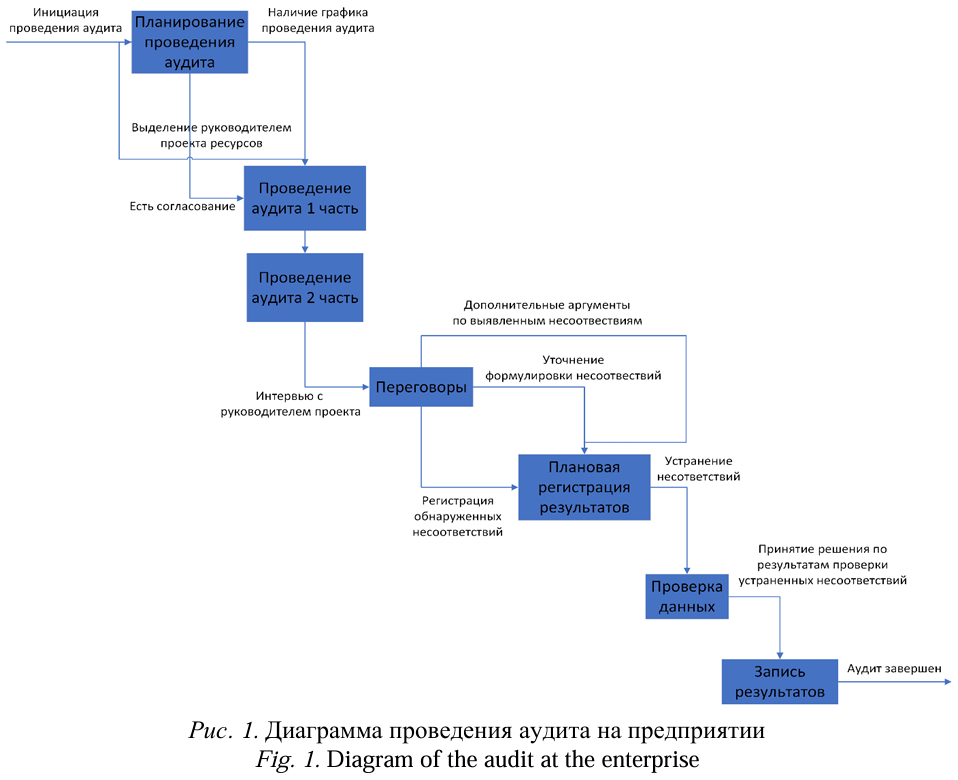 Инициация
проведения аудита
Планирование
проведения
аудита
Наличие графика
проведения аудита
Выделение руководителем
проекта ресурсов
Проведение
аудита 1 часть
Есть согласование
Проведение
аудита 2 часть
Дополнительные аргументы
по выявленным несоотвествиям
Уточнение
формулировки несоотвествий
Переговоры
Интервью с
руководителем проекта
Плановая
регистрация
результатов
Устранение
несоответствий
Регистрация
обнаруженных
несоответствий
Принятие решения по
результатам проверки
устраненных несоответствий
Проверка
данных
Запись
результатов
Аудит завершен
Рис. 1. Диаграмма проведения аудита на предприятии
Fig. 1. Diagram of the audit at the enterprise